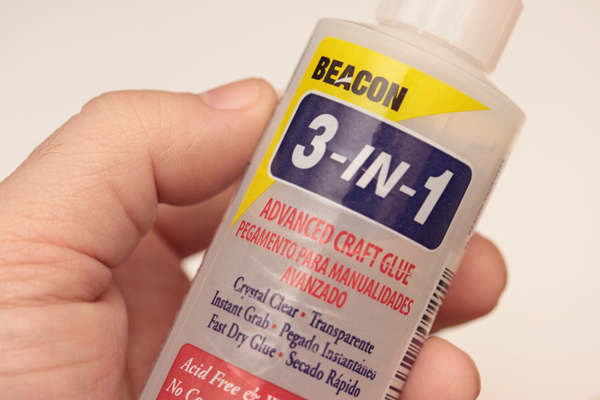 BEACON
3-IN-1
ADVANCED CRAFT GLUE
PEGAMENTO PARA MANUALIDADES
AVANZADO
Crystal Clear • Transparente
Instant Grab • Pegado Instantáneo
Fast Dry Glue • Secado Rápido
Acid Free &
No